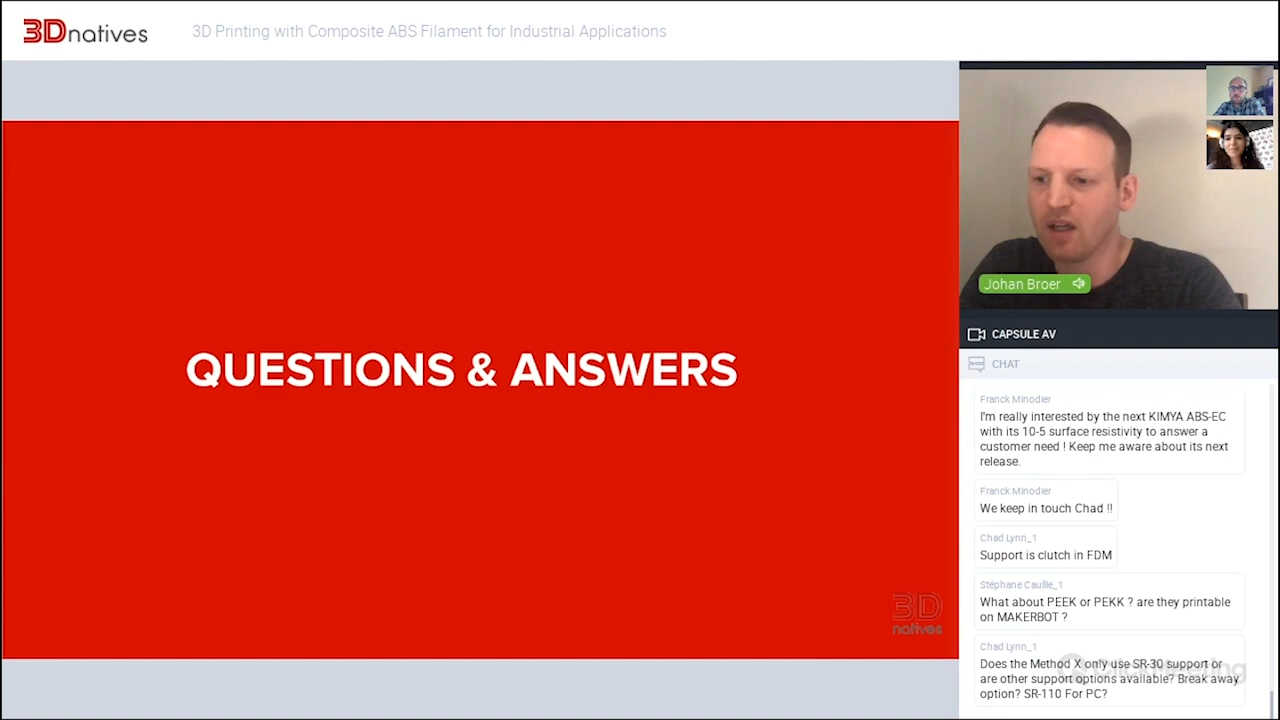 3Dnatives
3D Printing with Composite ABS Filament for Industrial Applications
QUESTIONS & ANSWERS
3D
natives
Johan Broer
CAPSULE AV
CHAT
Franck Minodier
I'm really interested by the next KIMYA ABS-EC
with its 10-5 surface resistivity to answer a
customer need ! Keep me aware about its next
release.
Franck Minodier
We keep in touch Chad !!
Chad Lynn_1
Support is clutch in FDM
Stéphane Caullie_1
What about PEEK or PEKK ? are they printable
on MAKERBOT ?
Chad Lynn_1
Does the Method X only use SR-30 support or
are other support options available? Break away
option? SR-110 For PC?
ClickMeeting